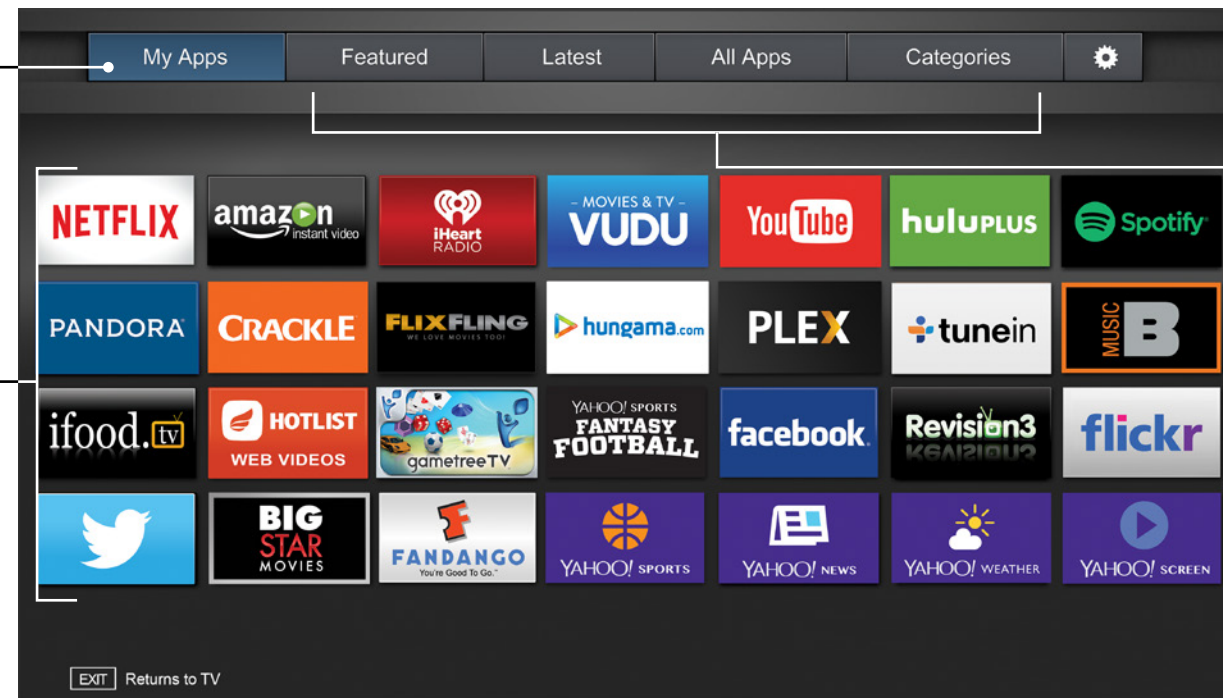 My Apps Featured Latest All Apps Categories
NETFLIX
amazon
instant video
iHeart
RADIO
- MOVIES & TV -
VUDU
YouTube
huluPLUS
Spotify
PANDORA
CRACKLE
FLIXFLING
WE LOVE MOVIES TOO!
hungama.com
PLEX
tunein
MUSIC B
ifood.tv
HOTLIST
WEB VIDEOS
gametreeTV
YAHOO! SPORTS
FANTASY
FOOTBALL
facebook
Revision3
flickr
BIG
STAR
MOVIES
FANDANGO
You're Good To Go.™
YAHOO! SPORTS
YAHOO! NEWS
YAHOO! WEATHER
YAHOO! SCREEN
EXIT Returns to TV